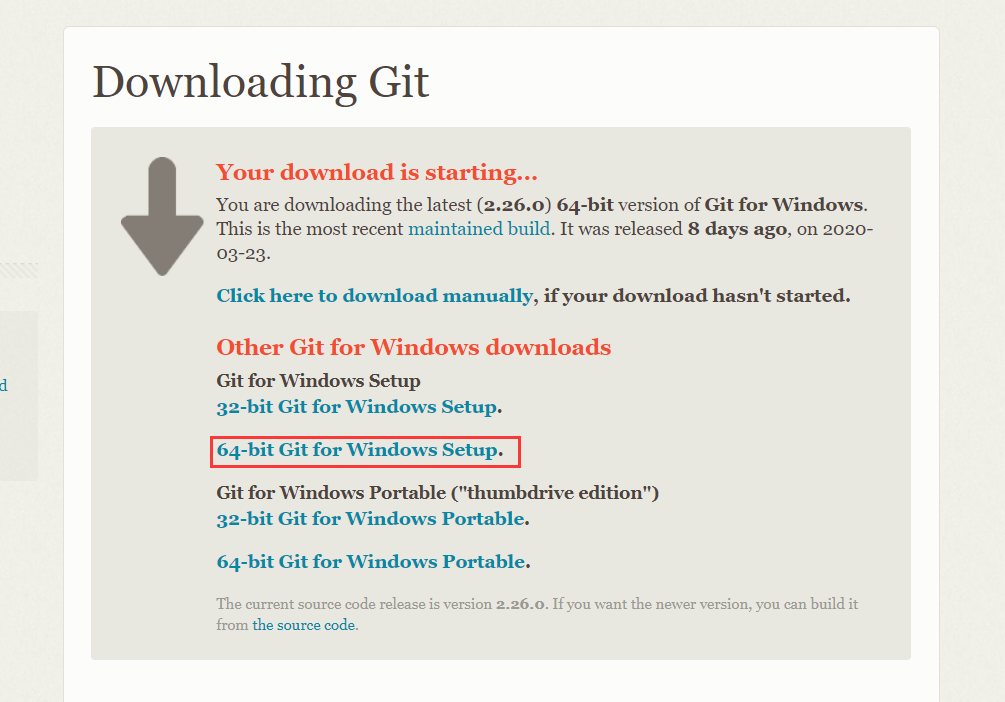 Downloading Git
Your download is starting...
You are downloading the latest (2.26.0) 64-bit version of Git for Windows.
This is the most recent maintained build. It was released 8 days ago, on 2020-
03-23.
Click here to download manually, if your download hasn't started.
Other Git for Windows downloads
Git for Windows Setup
32-bit Git for Windows Setup.
64-bit Git for Windows Setup.
Git for Windows Portable ("thumbdrive edition")
32-bit Git for Windows Portable.
64-bit Git for Windows Portable.
The current source code release is version 2.26.0. If you want the newer version, you can build it
from the source code.
d